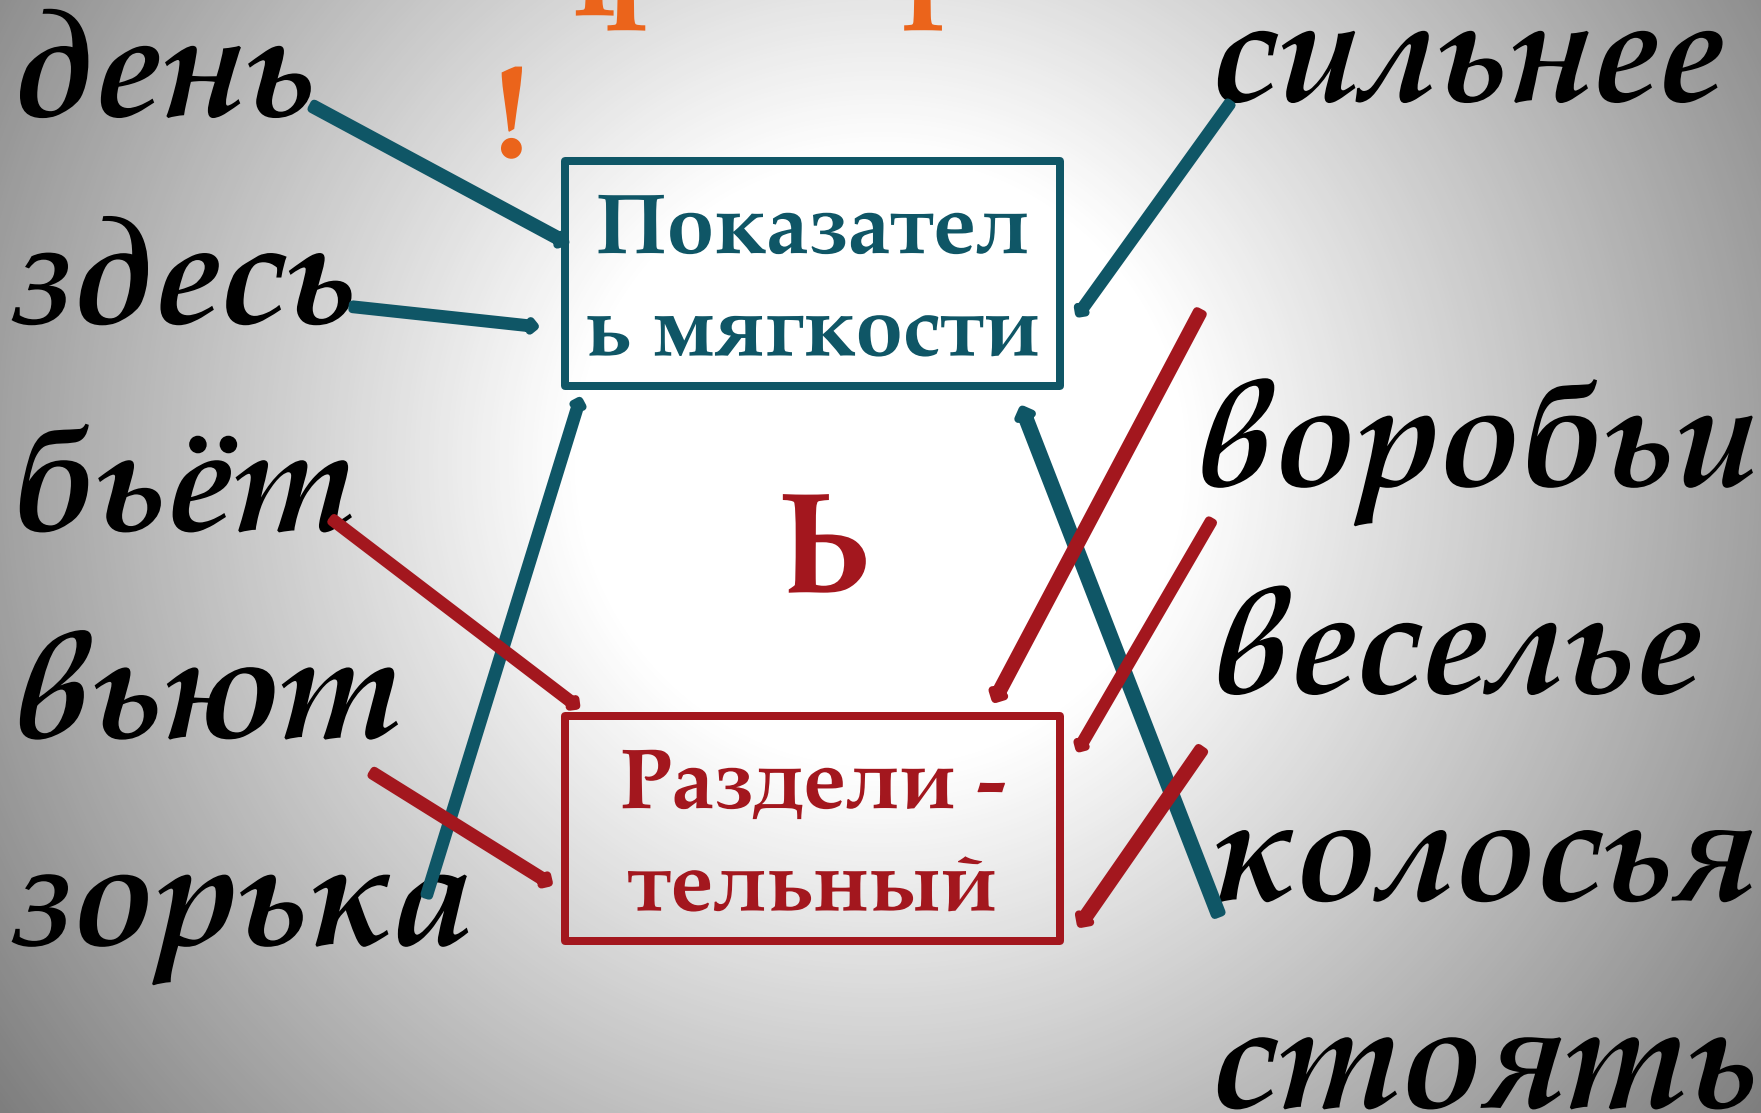 !
день
здесь
бьёт
вьют
зорька
Показател
ь мягкости
Ь
Раздели -
тельный
сильнее
воробьи
веселье
колосья
стоять